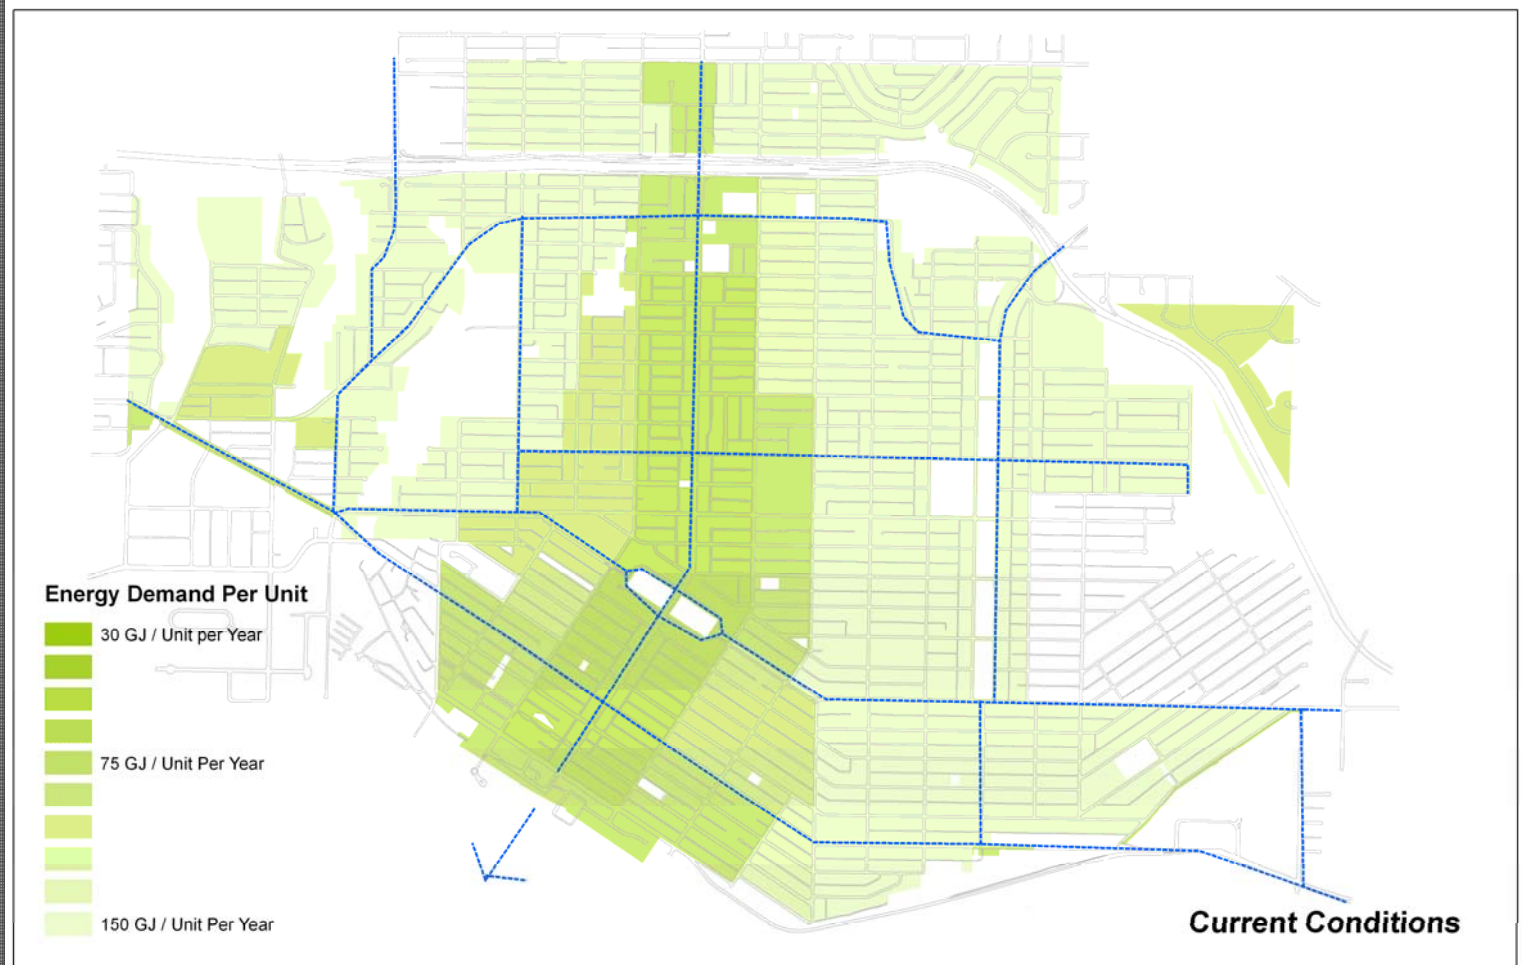 Energy Demand Per Unit
30 GJ / Unit per Year
75 GJ / Unit Per Year
150 GJ / Unit Per Year
Current Conditions